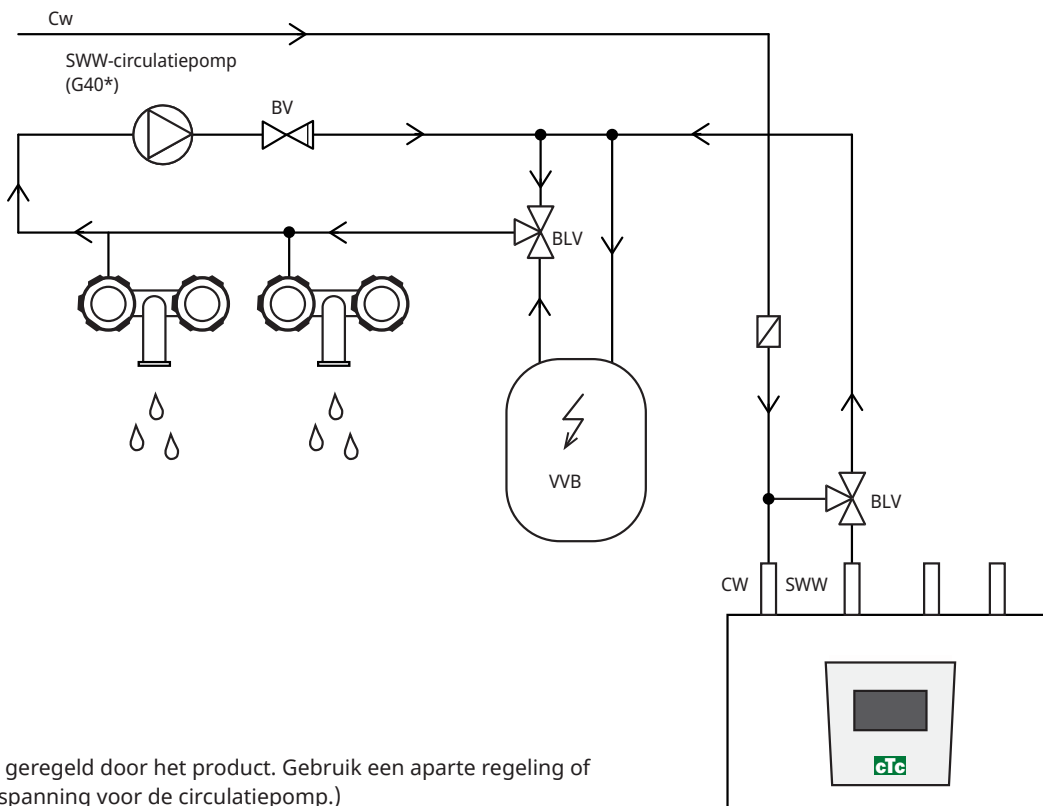 Cw
SWW-circulatiepomp
(G40*)
BV
BLV
VVB
BLV
CW
SWW
cTc
geregeld door het product. Gebruik een aparte regeling of
spanning voor de circulatiepomp.)